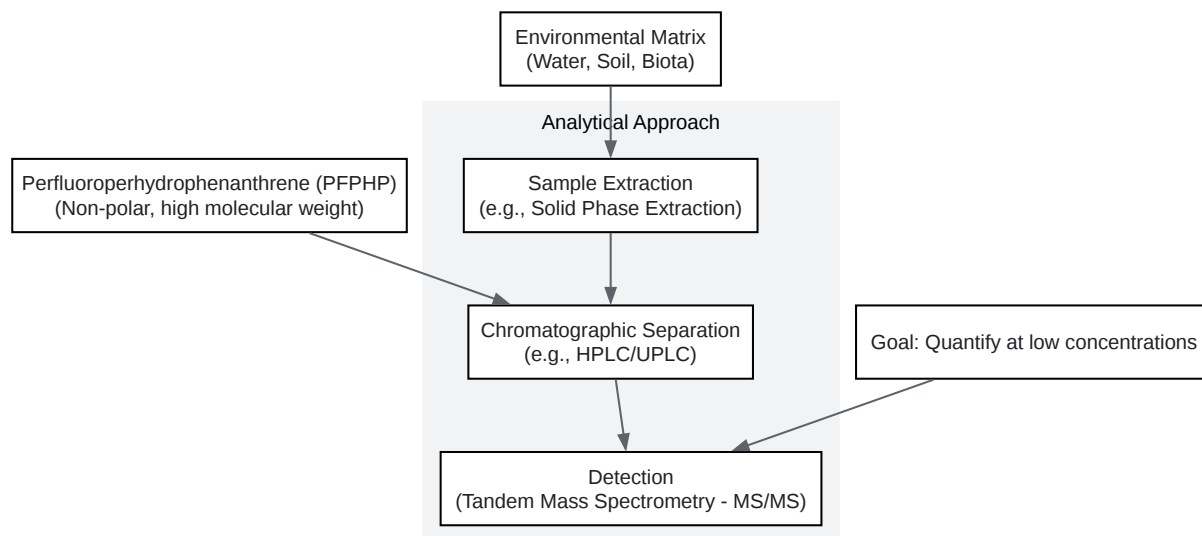 Environmental Matrix
(Water, Soil, Biota)
Analytical Approach
Perfluoroperhydrophenanthrene (PFPHP)
(Non-polar, high molecular weight)
Sample Extraction
(e.g., Solid Phase Extraction)
Chromatographic Separation
(e.g., HPLC/UPLC)
Goal: Quantify at low concentrations
Detection
(Tandem Mass Spectrometry - MS/MS)